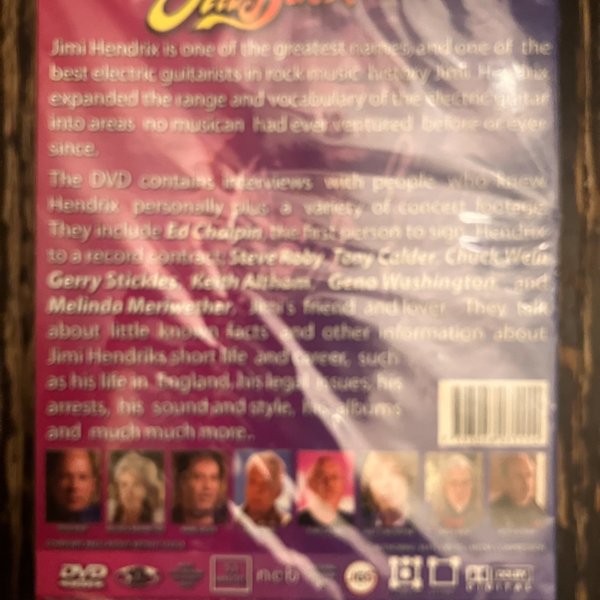 Jimi Hendrix is one of the greatest names, and one of the
best electric guitarists in rock music history. Jimi Hendrix
expanded the range and vocabulary of the electric guitar
into areas no musican had ever ventured before or ever
since.
The DVD contains interviews with people who knew
Hendrix personally plus a variety of concert footage.
They include Ed Chalpin, the first person to sign Hendrix
to a record contract, Steve Roby, Tony Calder, Chuck Wein
Gerry Stickles, Keith Altham, Geno Washington and
Melinda Meriwether, Jimi's friend and lover. They talk
about little known facts and other information about
Jimi Hendriks short life and career, such
as his life in England, his legal issues, his
arrests, his sound and style, his albums
and much much more..
DVD
ncb
DIGITAL